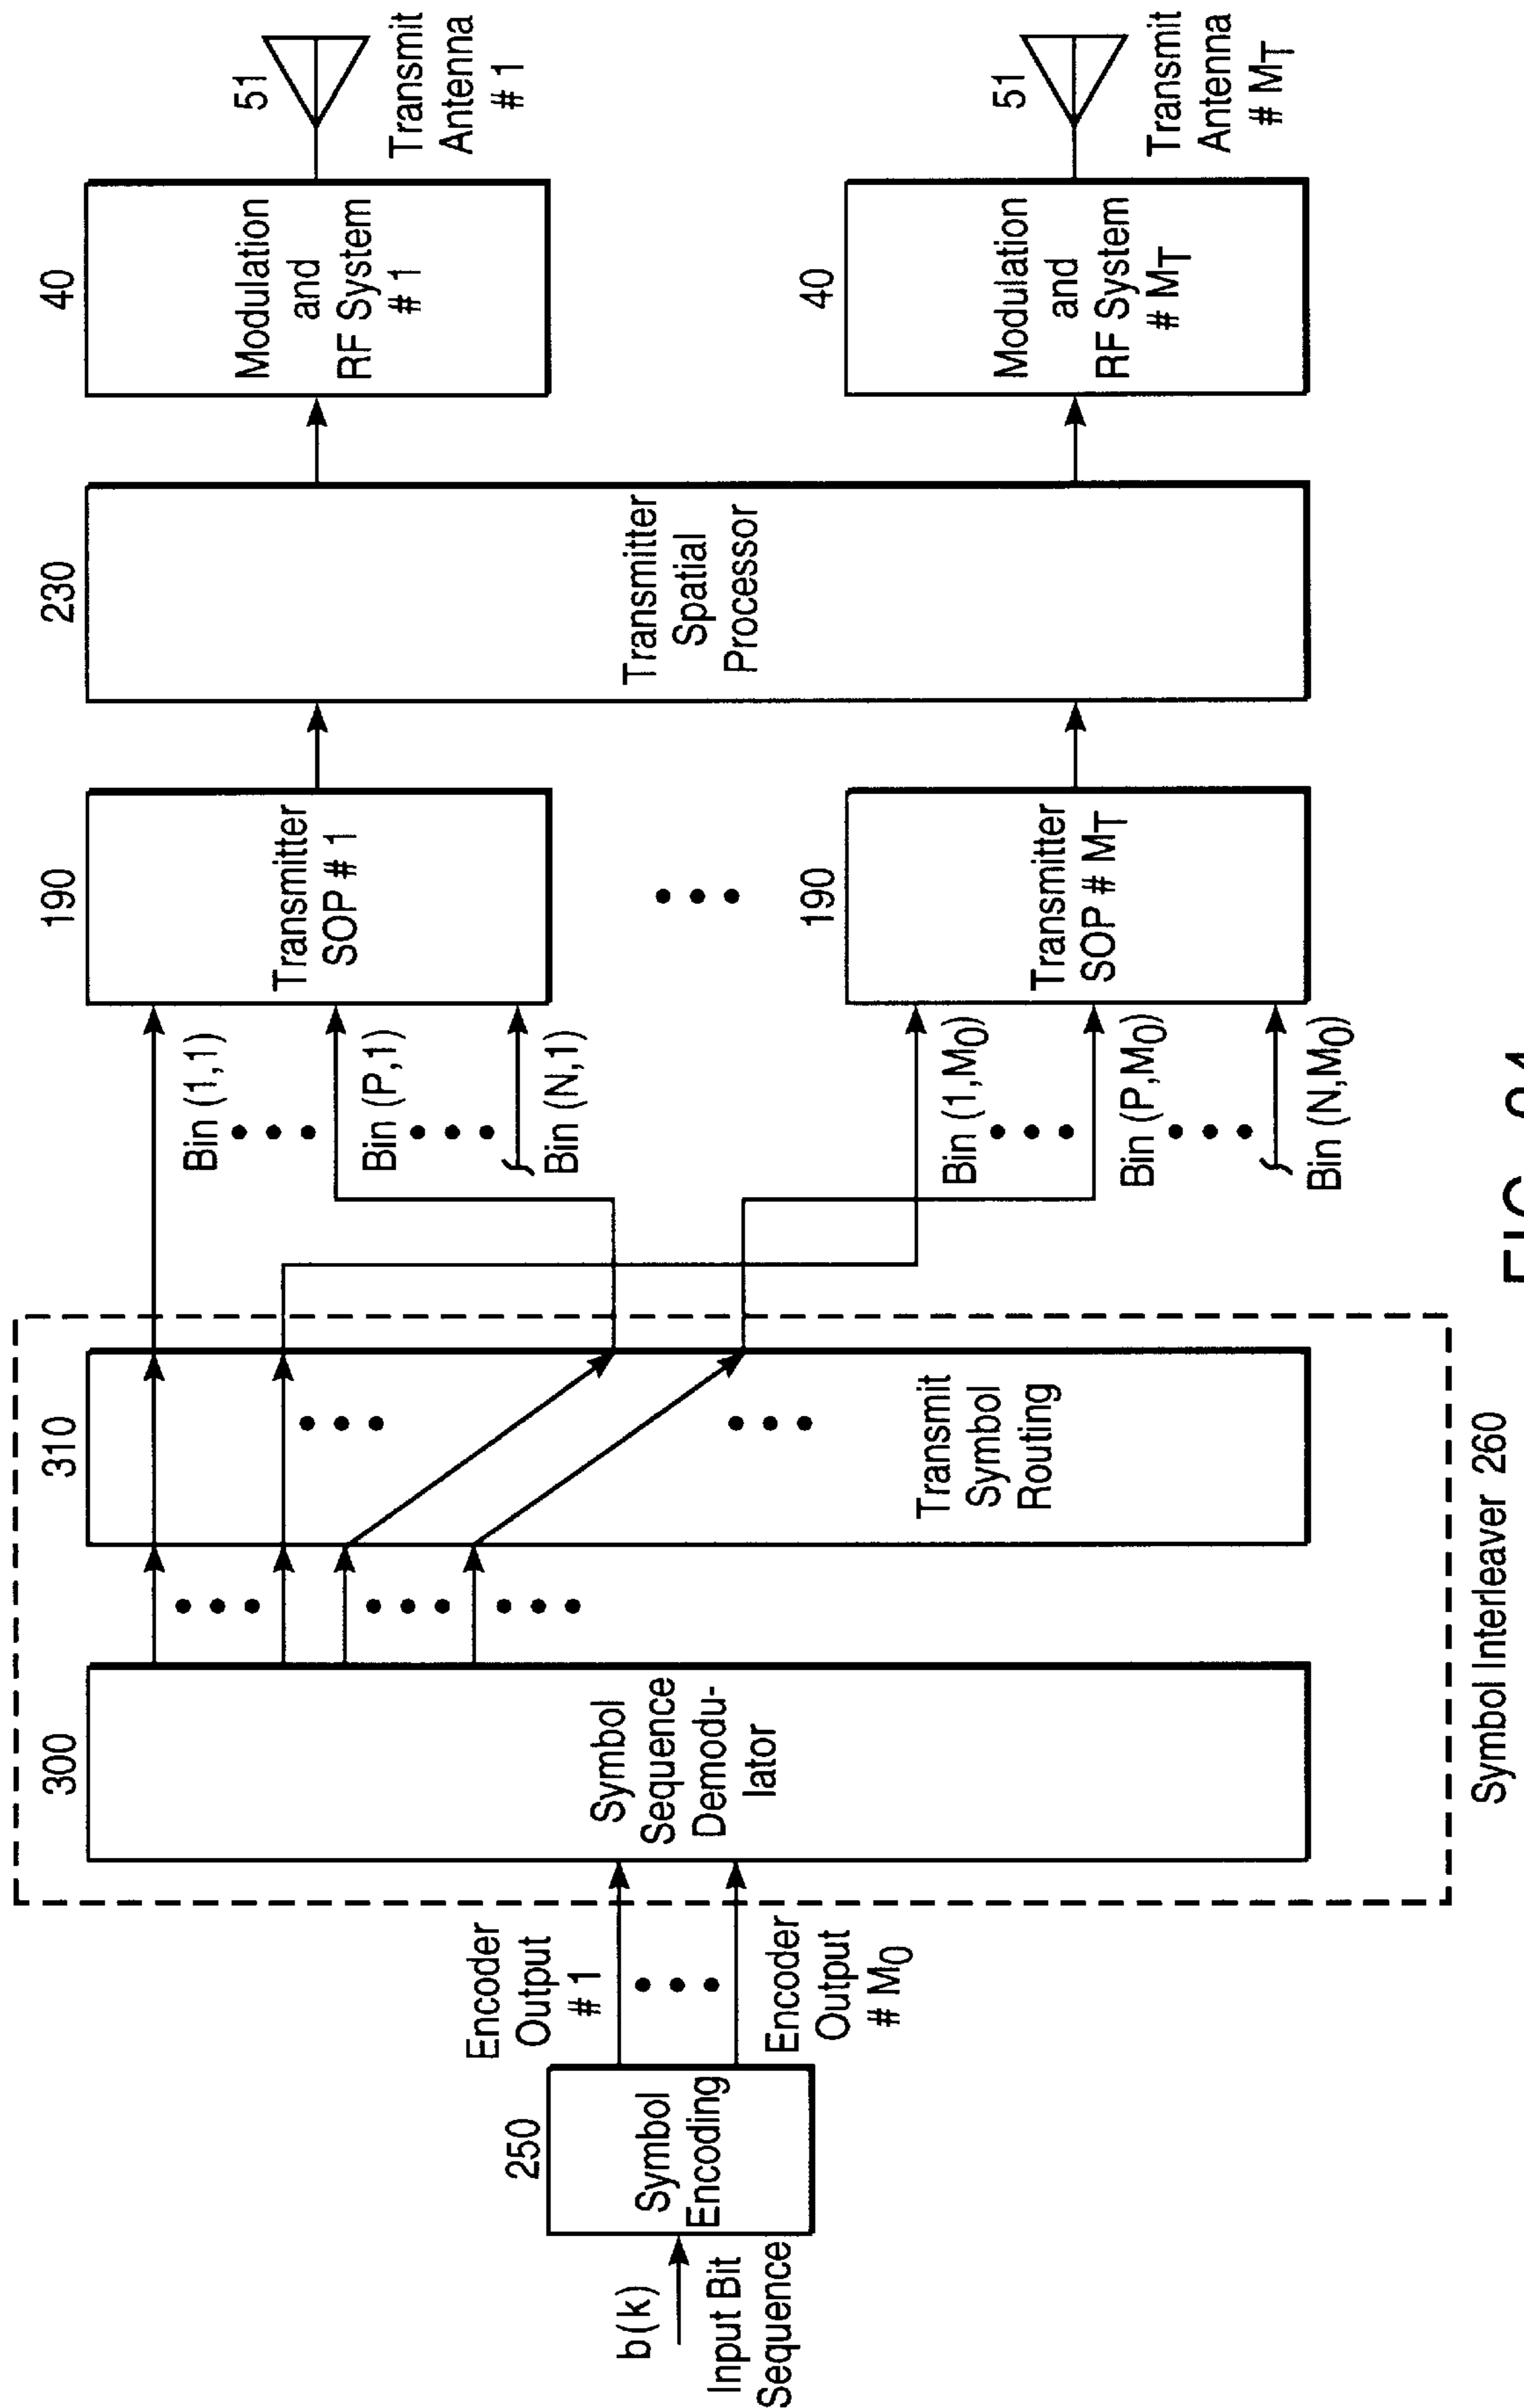 b(k)
Input Bit
Sequence
250
Symbol
Encoding
Encoder
Output
# 1
Encoder
Output
# M0
300
Symbol
Sequence
Demodu-
lator
310
Transmit
Symbol
Routing
Symbol Interleaver 260
Bin (1,1)
Bin (P,1)
Bin (N,1)
Bin (1,M0)
Bin (P,M0)
Bin (N,M0)
190
Transmitter
SOP # 1
190
Transmitter
SOP # MT
230
Transmitter
Spatial
Processor
40
Modulation
and
RF System
# 1
40
Modulation
and
RF System
# MT
51
Transmit
Antenna
# 1
51
Transmit
Antenna
# MT